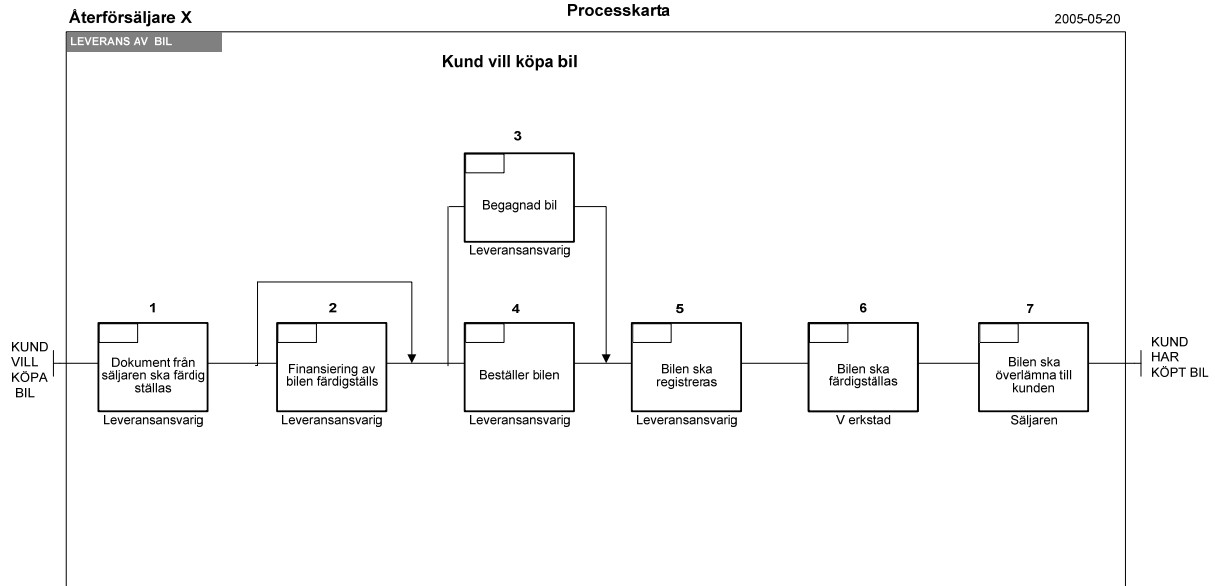 Återförsäljare X
Processkarta
2005-05-20
LEVERANS AV BIL
Kund vill köpa bil
3
Begagnad bil
Leveransansvarig
KUND
VILL
KÖPA
BIL
1
Dokument från
säljaren ska färdig
ställas
Leveransansvarig
2
Finansiering av
bilen färdigställs
Leveransansvarig
4
Beställer bilen
Leveransansvarig
5
Bilen ska
registreras
Leveransansvarig
6
Bilen ska
färdigställas
V erkstad
7
Bilen ska
överlämna till
kunden
Säljaren
KUND
HAR
KÖPT BIL